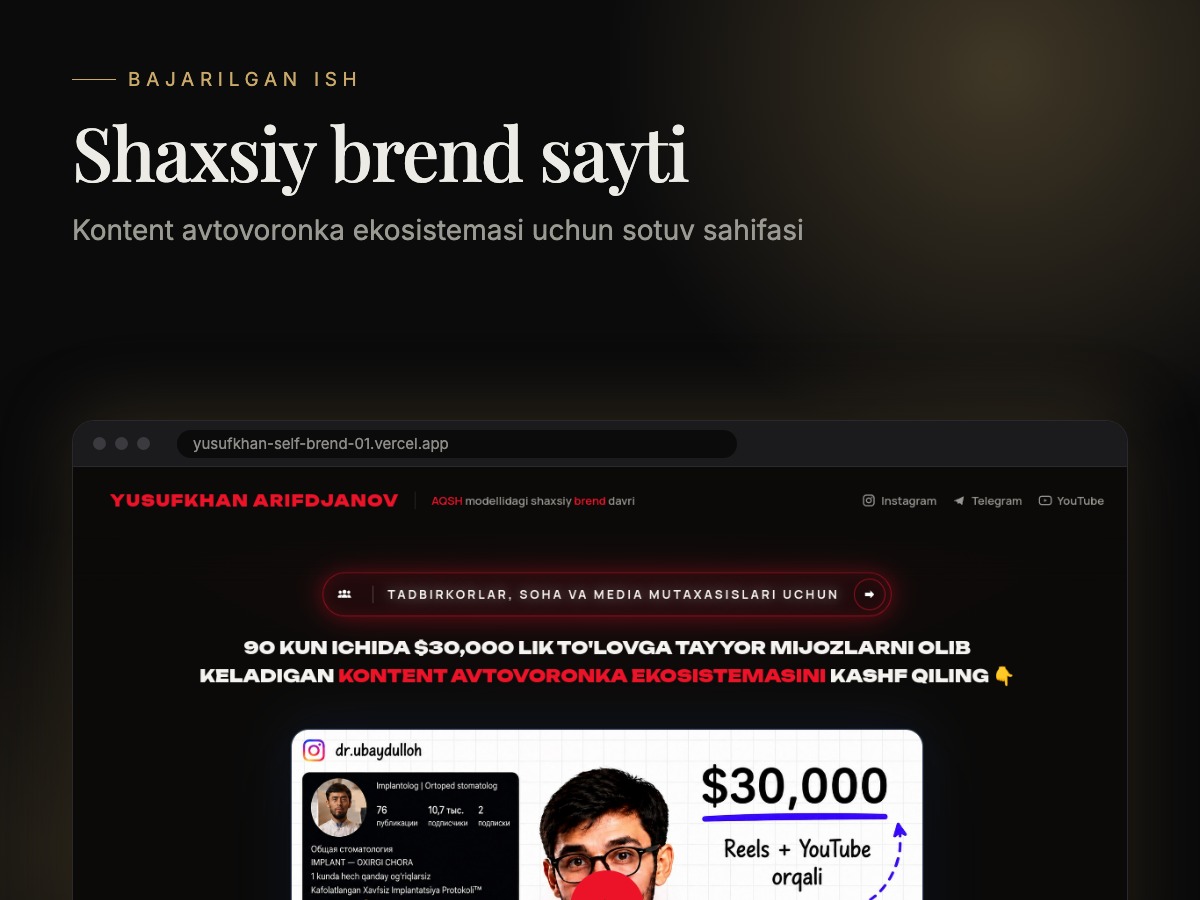 BAJARILGAN ISH
Shaxsiy brend sayti
Kontent avtovoronka ekosistemasi uchun sotuv sahifasi
yusufkhan-self-brend-01.vercel.app
YUSUFKHAN ARIFDJANOV
AQSH modellidagi shaxsiy brend davri
Instagram
Telegram
YouTube
TADBIRKORLAR, SOHA VA MEDIA MUTAXASISLARI UCHUN
90 KUN ICHIDA $30,000 LIK TO'LOVGA TAYYOR MIJOZLARNI OLIB
KELADIGAN KONTENT AVTOVORONKA EKOSISTEMASINI KASHF QILING 👇
dr.ubaydulloh
Implantolog | Ortoped stomatolog
76
10,7 тыс.
2
публикации
подписчики
подписки
Общая стоматология
IMPLANT — OXIRGI CHORA
1 kunda hech qanday og'riqlarsiz
Kafolatlangan Xavfsiz Implantatsiya Protokoli™
$30,000
Reels + YouTube
orqali